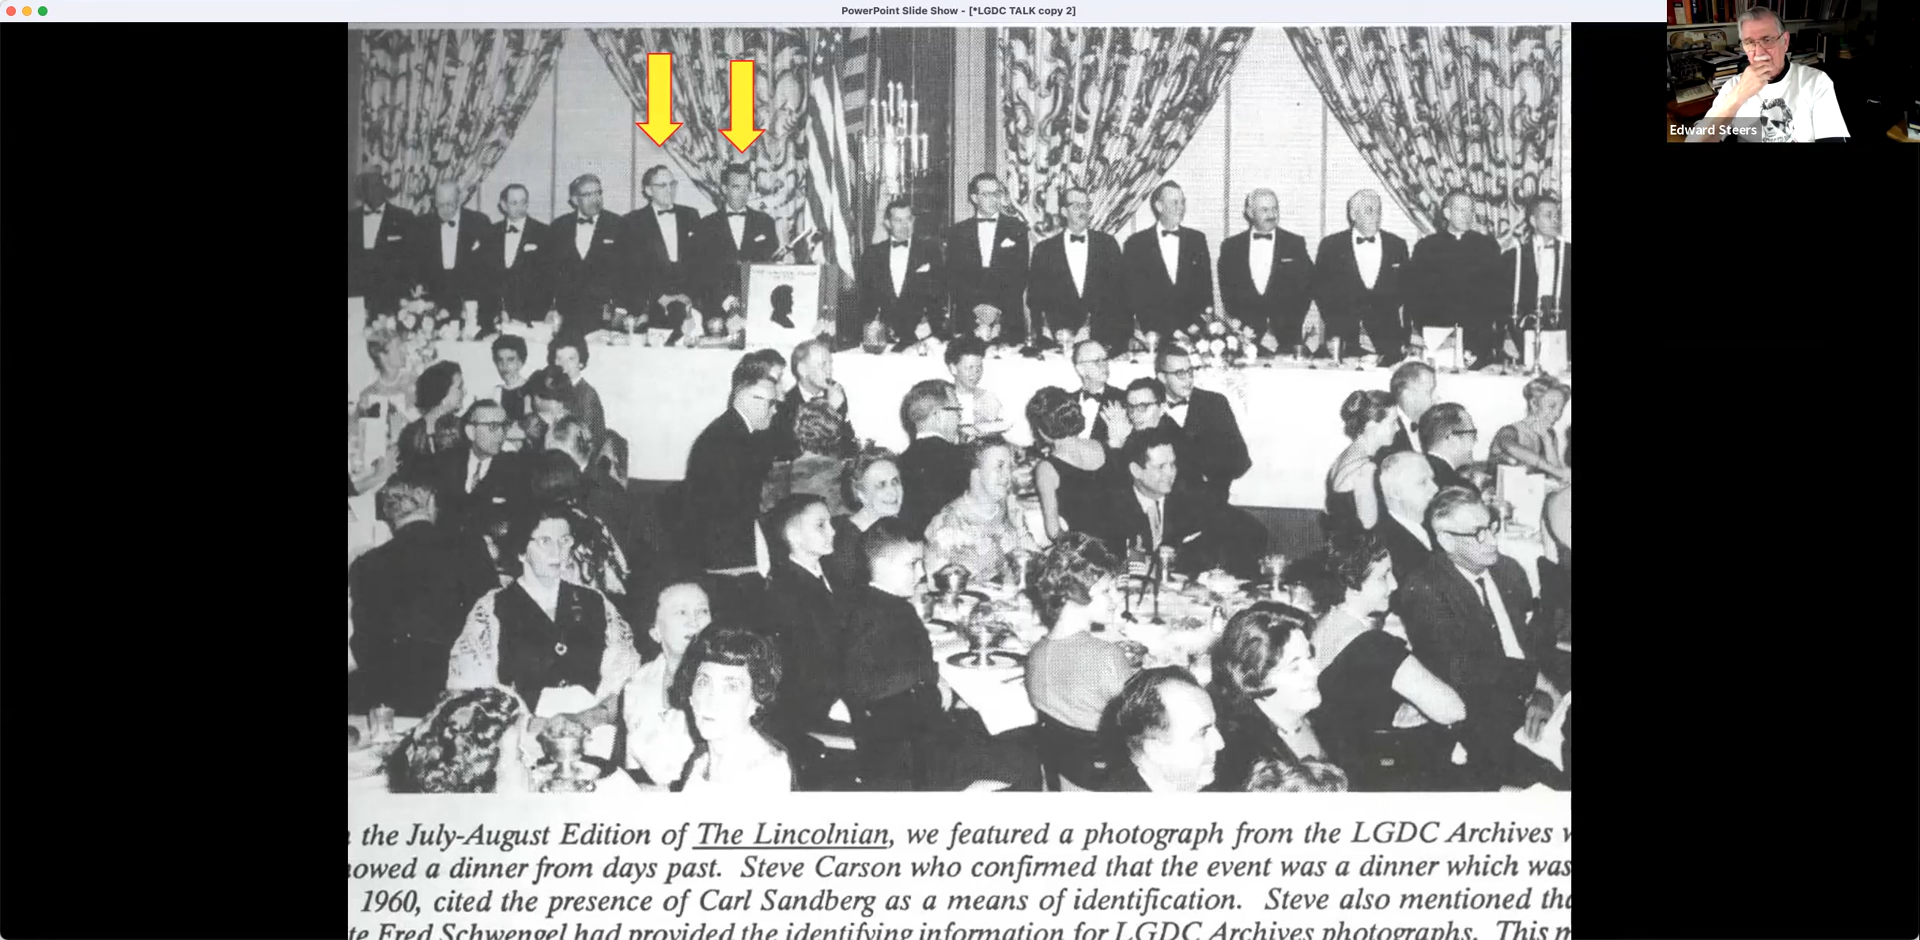 PowerPoint Slide Show - [*LGDC TALK copy 2]
Edward Steers
the July-August Edition of The Lincolnian, we featured a photograph from the LGDC Archives
howed a dinner from days past. Steve Carson who confirmed that the event was a dinner which was
1960, cited the presence of Carl Sandberg as a means of identification. Steve also mentioned tha
te Fred Schwengel had provided the identifying information for LGDC Archives photographs. This